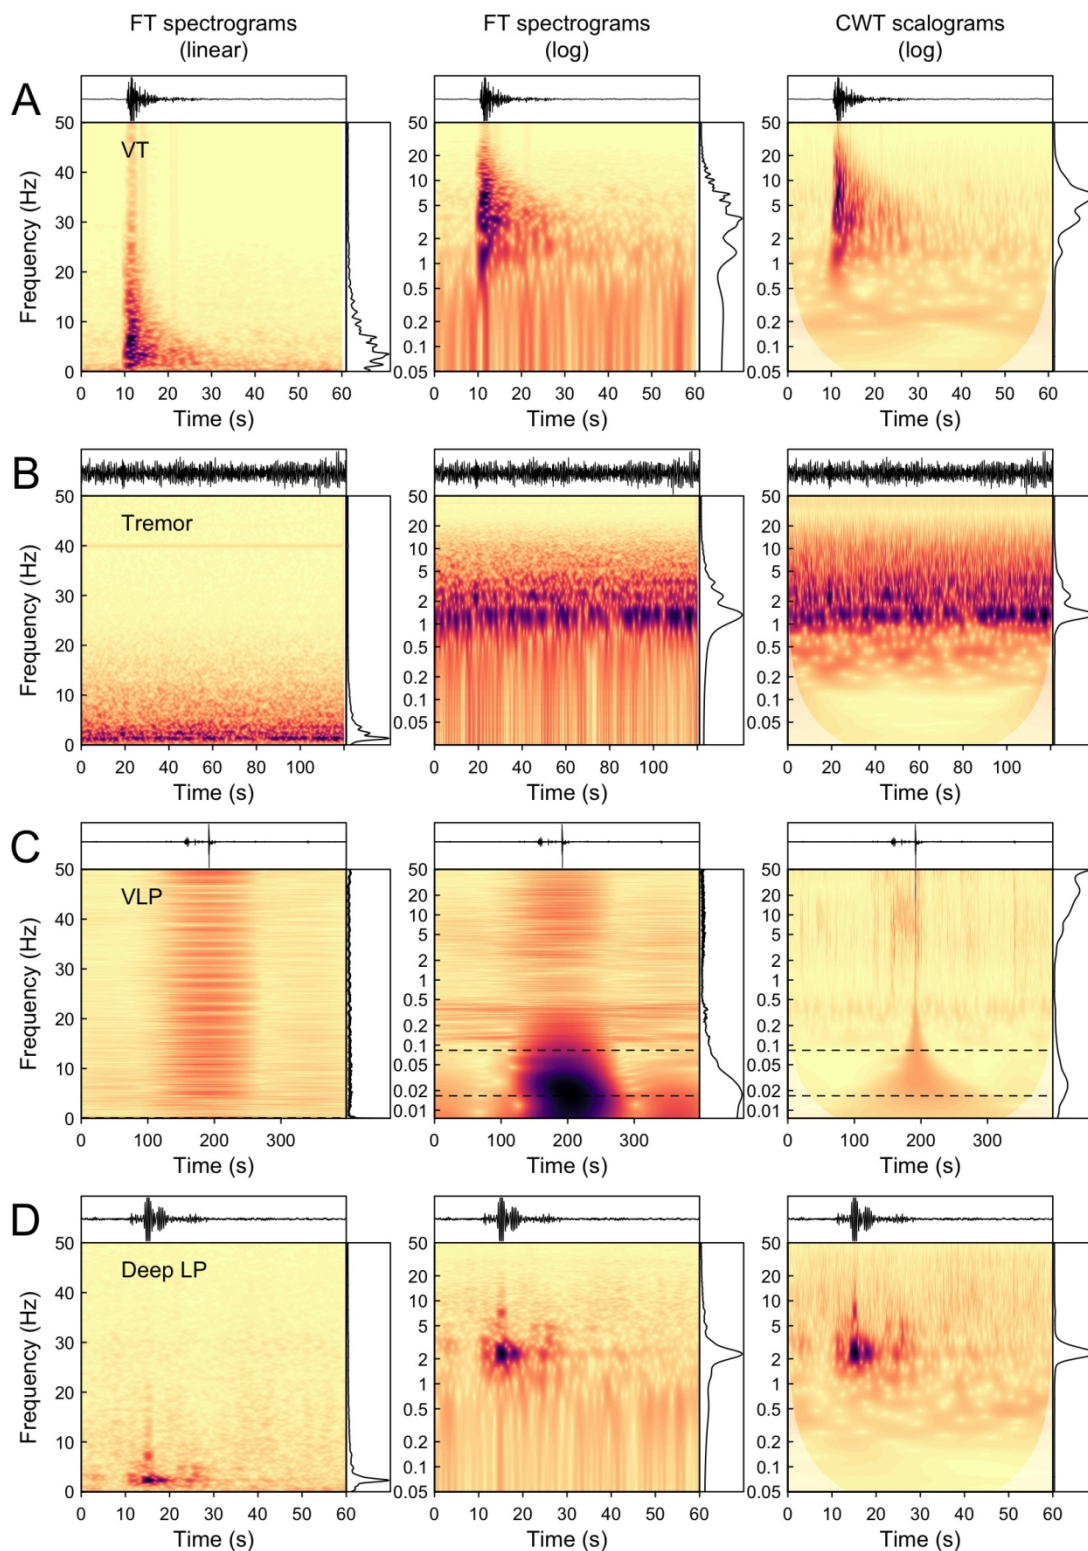 FT spectrograms
(linear)
FT spectrograms
(log)
CWT scalograms
(log)
A
VT
Frequency (Hz)
50
40
30
20
10
0
0 10 20 30 40 50 60
Time (s)
50
20
10
5
2
1
0.5
0.2
0.1
0.05
0 10 20 30 40 50 60
Time (s)
50
20
10
5
2
1
0.5
0.2
0.1
0.05
0 10 20 30 40 50 60
Time (s)
B
Tremor
Frequency (Hz)
50
40
30
20
10
0
0 20 40 60 80 100
Time (s)
50
20
10
5
2
1
0.5
0.2
0.1
0.05
0 20 40 60 80 100
Time (s)
50
20
10
5
2
1
0.5
0.2
0.1
0.05
0 20 40 60 80 100
Time (s)
C
VLP
Frequency (Hz)
50
40
30
20
10
0
0 100 200 300
Time (s)
50
20
10
5
2
1
0.5
0.2
0.1
0.05
0.02
0.01
0 100 200 300
Time (s)
50
20
10
5
2
1
0.5
0.2
0.1
0.05
0.02
0.01
0 100 200 300
Time (s)
D
Deep LP
Frequency (Hz)
50
40
30
20
10
0
0 10 20 30 40 50 60
Time (s)
50
20
10
5
2
1
0.5
0.2
0.1
0.05
0 10 20 30 40 50 60
Time (s)
50
20
10
5
2
1
0.5
0.2
0.1
0.05
0 10 20 30 40 50 60
Time (s)